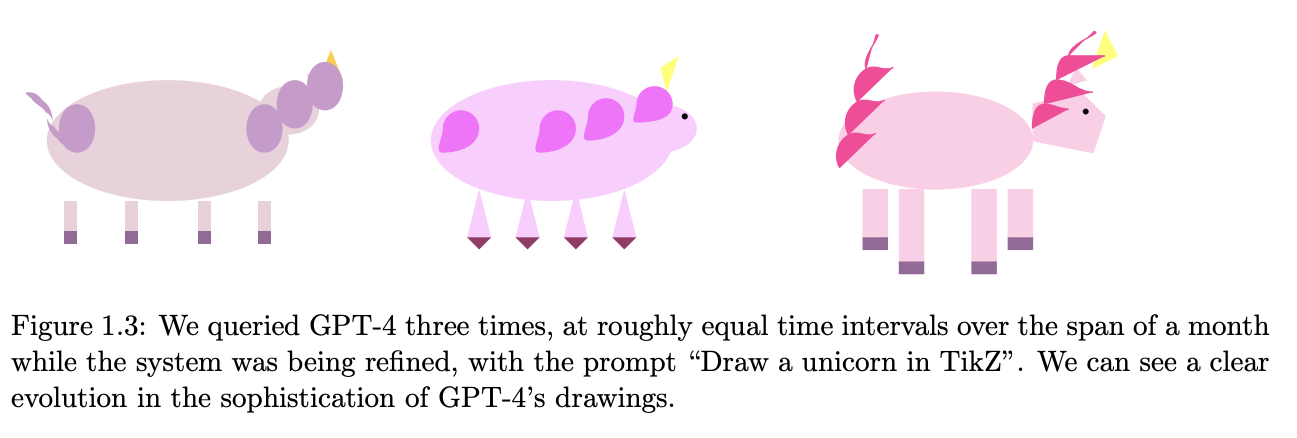 Figure 1.3: We queried GPT-4 three times, at roughly equal time intervals over the span of a month
while the system was being refined, with the prompt “Draw a unicorn in TikZ”. We can see a clear
evolution in the sophistication of GPT-4’s drawings.